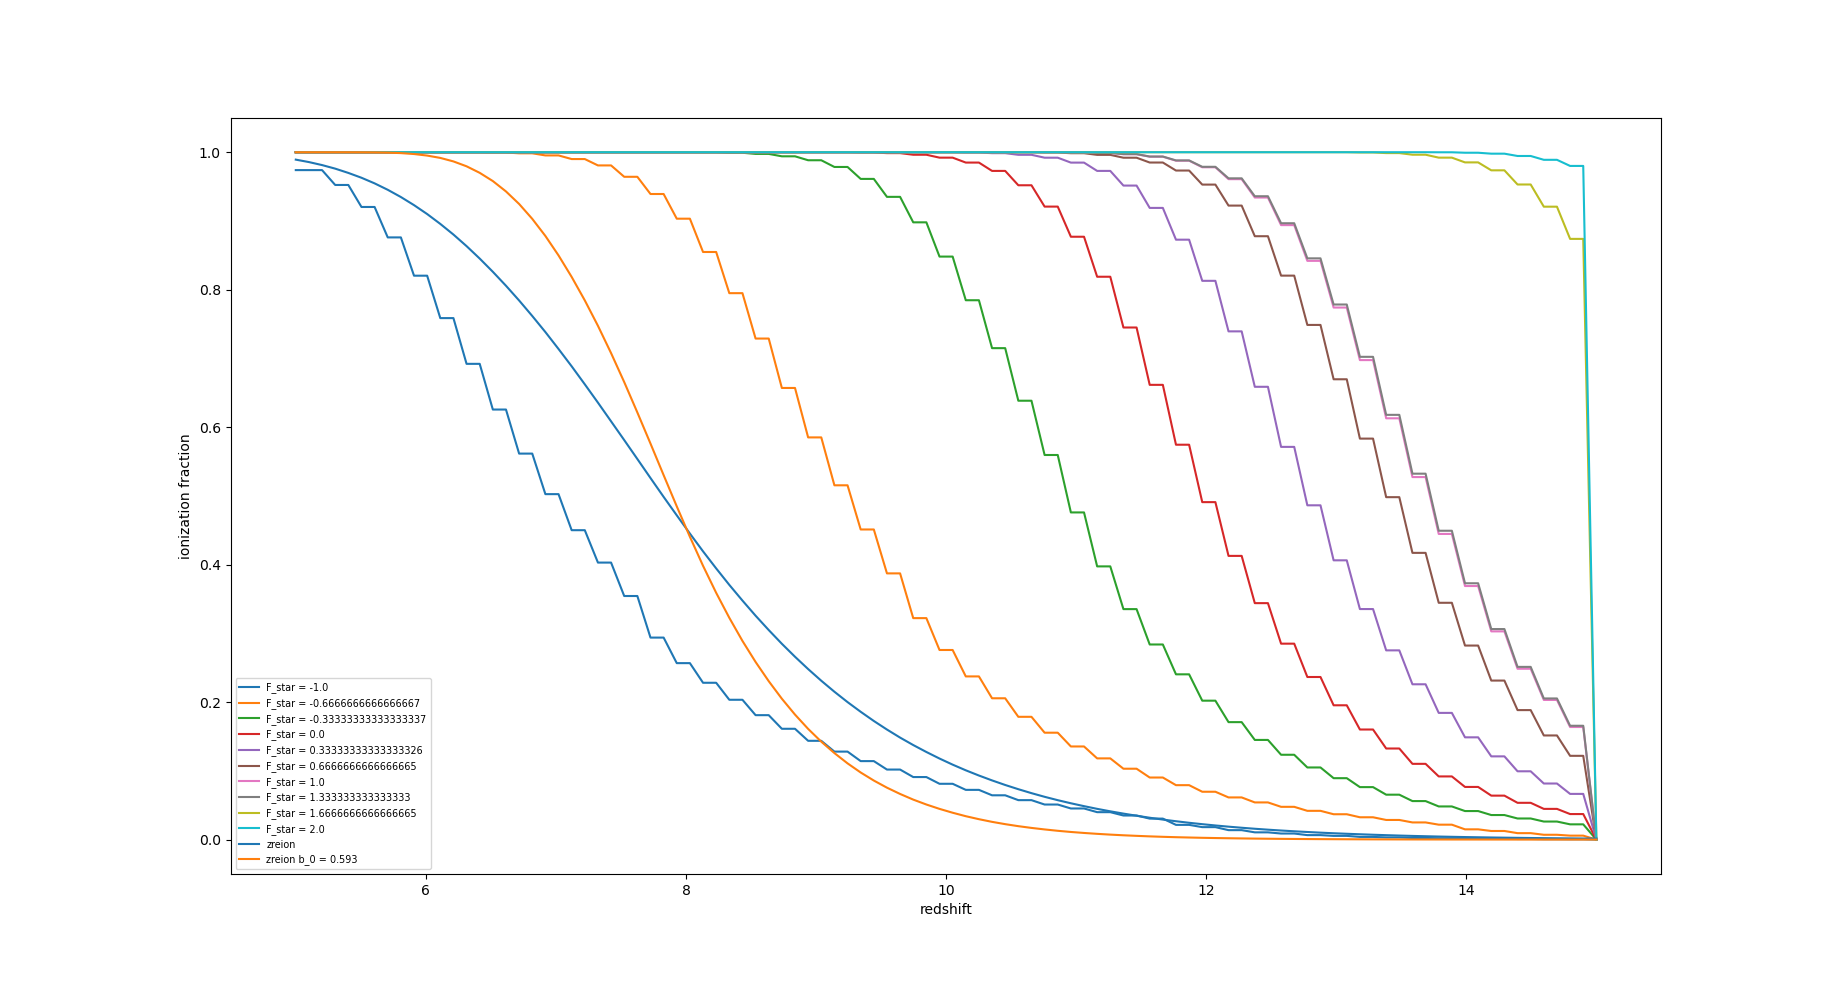 1.0
0.8
0.6
0.4
0.2
0.0
ionization fraction
F_star = -1.0
F_star = -0.6666666666666667
F_star = -0.33333333333333337
F_star = 0.0
F_star = 0.33333333333333326
F_star = 0.6666666666666665
F_star = 1.0
F_star = 1.333333333333333
F_star = 1.6666666666666665
F_star = 2.0
zreion
zreion b_0 = 0.593
6 8 10 12 14
redshift